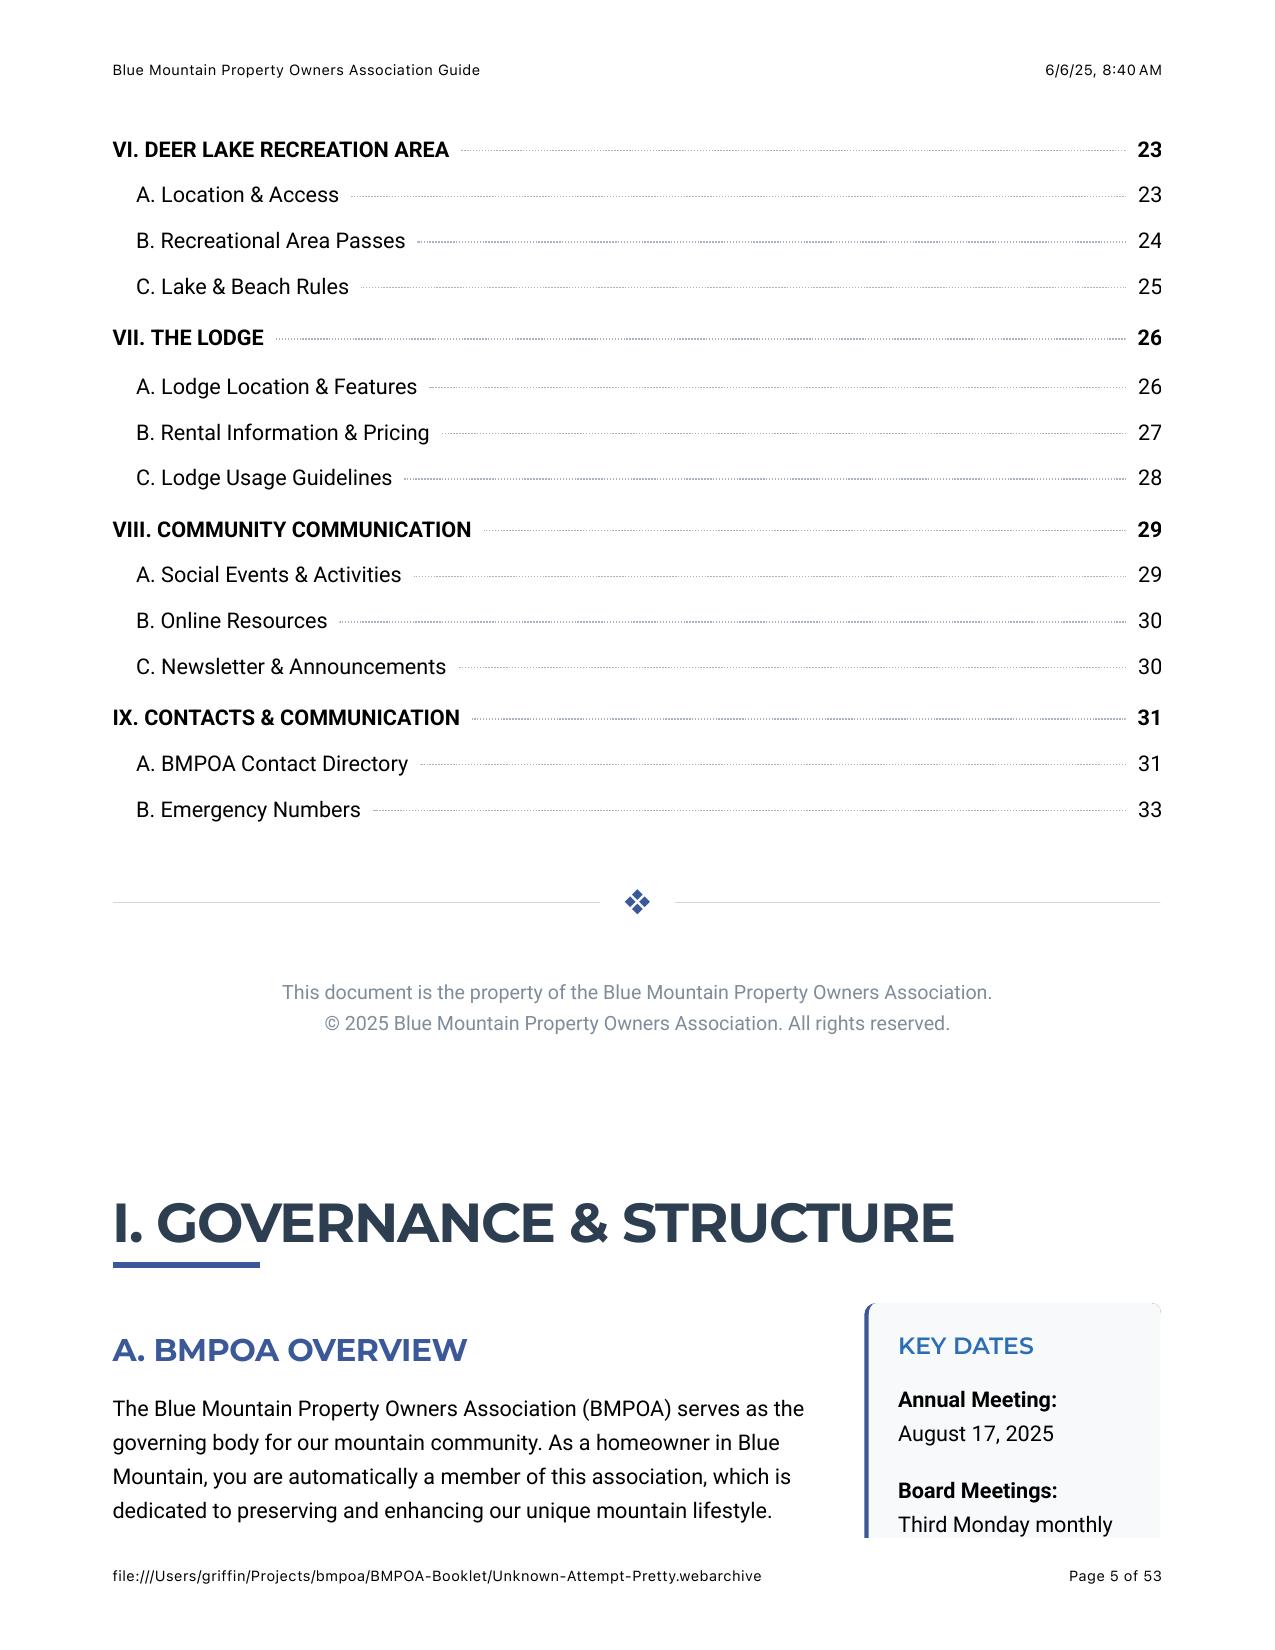 Blue Mountain Property Owners Association Guide 6/6/25, 8:40 AM
VI. DEER LAKE RECREATION AREA 23
A. Location & Access 23
B. Recreational Area Passes 24
C. Lake & Beach Rules 25
VII. THE LODGE 26
A. Lodge Location & Features 26
B. Rental Information & Pricing 27
C. Lodge Usage Guidelines 28
VIII. COMMUNITY COMMUNICATION 29
A. Social Events & Activities 29
B. Online Resources 30
C. Newsletter & Announcements 30
IX. CONTACTS & COMMUNICATION 31
A. BMPOA Contact Directory 31
B. Emergency Numbers 33
This document is the property of the Blue Mountain Property Owners Association.
© 2025 Blue Mountain Property Owners Association. All rights reserved.
I. GOVERNANCE & STRUCTURE
A. BMPOA OVERVIEW
The Blue Mountain Property Owners Association (BMPOA) serves as the
governing body for our mountain community. As a homeowner in Blue
Mountain, you are automatically a member of this association, which is
dedicated to preserving and enhancing our unique mountain lifestyle.
KEY DATES
Annual Meeting:
August 17, 2025
Board Meetings:
Third Monday monthly
file:///Users/griffin/Projects/bmpoa/BMPOA-Booklet/Unknown-Attempt-Pretty.webarchive Page 5 of 53